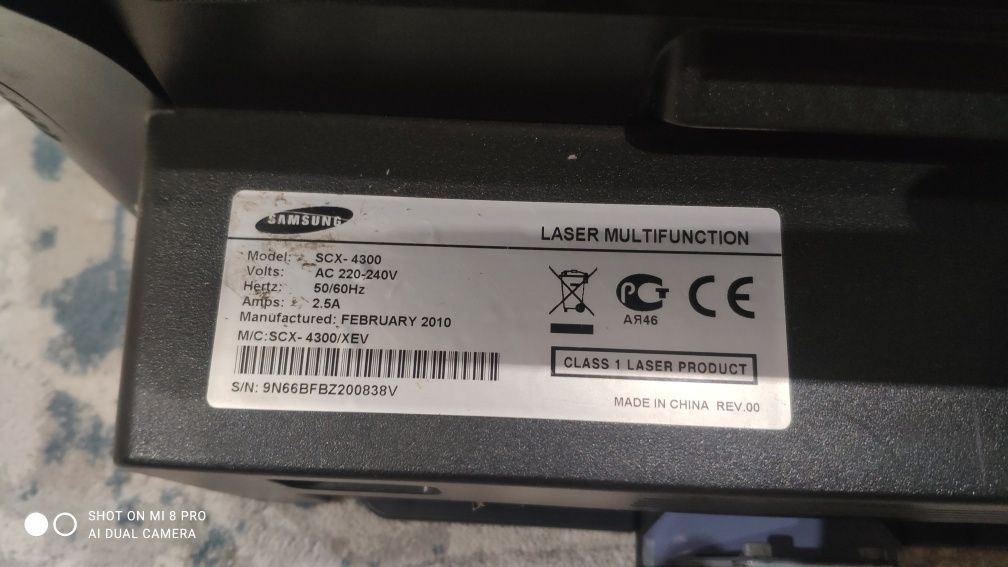 SAMSUNG
LASER MULTIFUNCTION
Model: SCX- 4300
Volts: AC 220-240V
Hertz: 50/60Hz
Amps: 2.5A
Manufactured: FEBRUARY 2010
M/C:SCX- 4300/XEV
S/N: 9N66BFBZ200838V
РСТ
АЯ46
CE
CLASS 1 LASER PRODUCT
MADE IN CHINA REV.00
SHOT ON MI 8 PRO
AI DUAL CAMERA